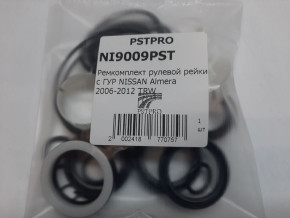 PSTPRO
NI9009PST
Ремкомплект рулевой рейки
с ГУР NISSAN Almera
2006-2012 TRW
1
шт
2 002416 770757